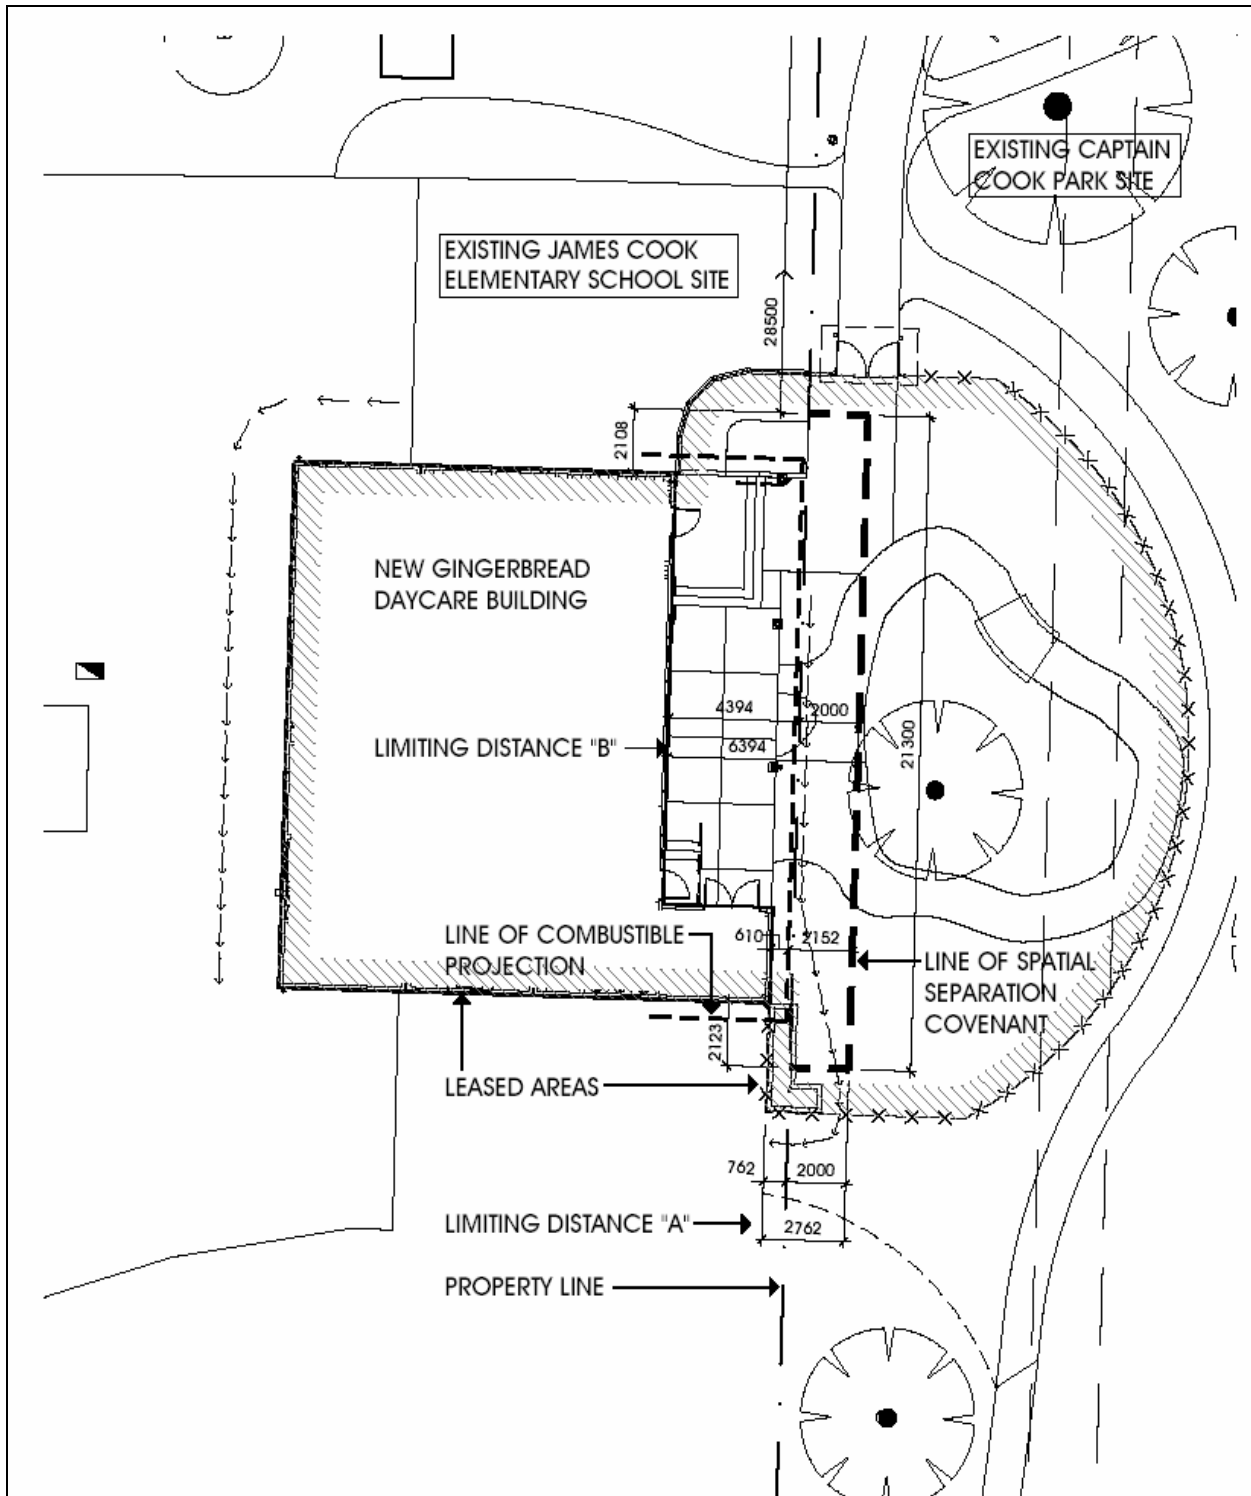 EXISTING CAPTAIN
COOK PARK SITE
EXISTING JAMES COOK
ELEMENTARY SCHOOL SITE
28500
2108
NEW GINGERBREAD
DAYCARE BUILDING
4394
2000
6394
21300
LIMITING DISTANCE "B"
LINE OF COMBUSTIBLE
PROJECTION
610
2152
LINE OF SPATIAL
SEPARATION
COVENANT
2123
LEASED AREAS
762
2000
LIMITING DISTANCE "A"
2762
PROPERTY LINE